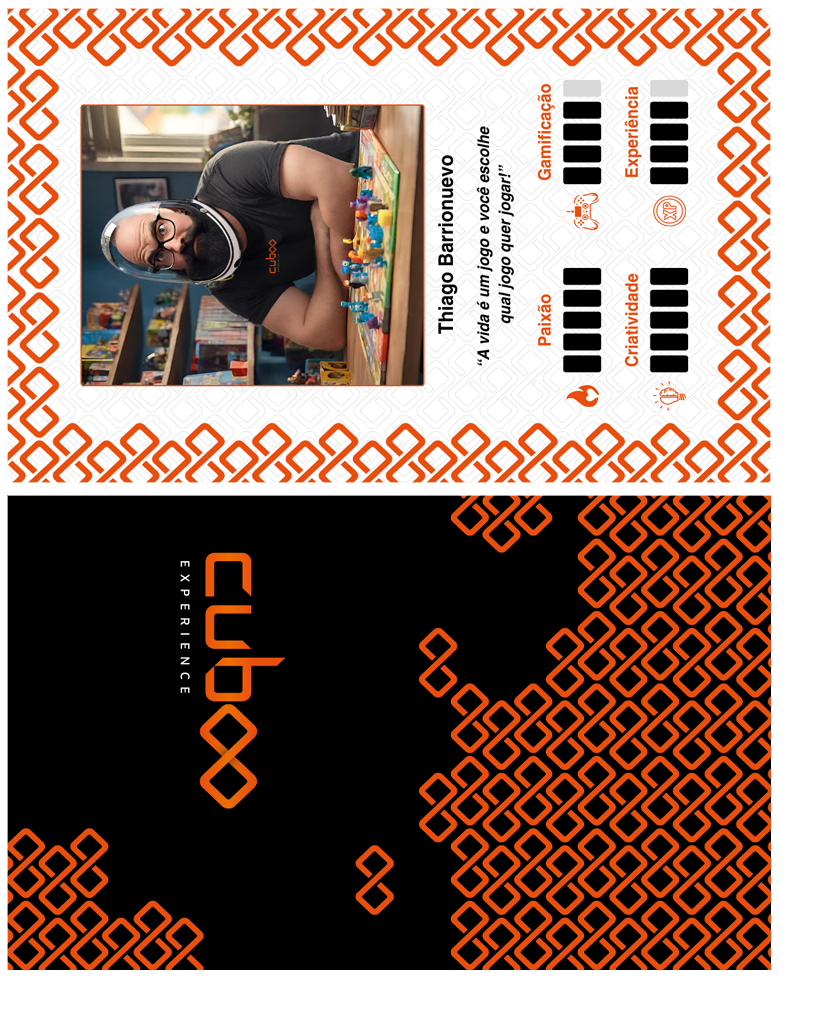 cuboo
Thiago Barrionuevo
“A vida é um jogo e você escolhe
qual jogo quer jogar!”
Paixão
Gamificação
XP
Criatividade
Experiência
cuboo
EXPERIENCE